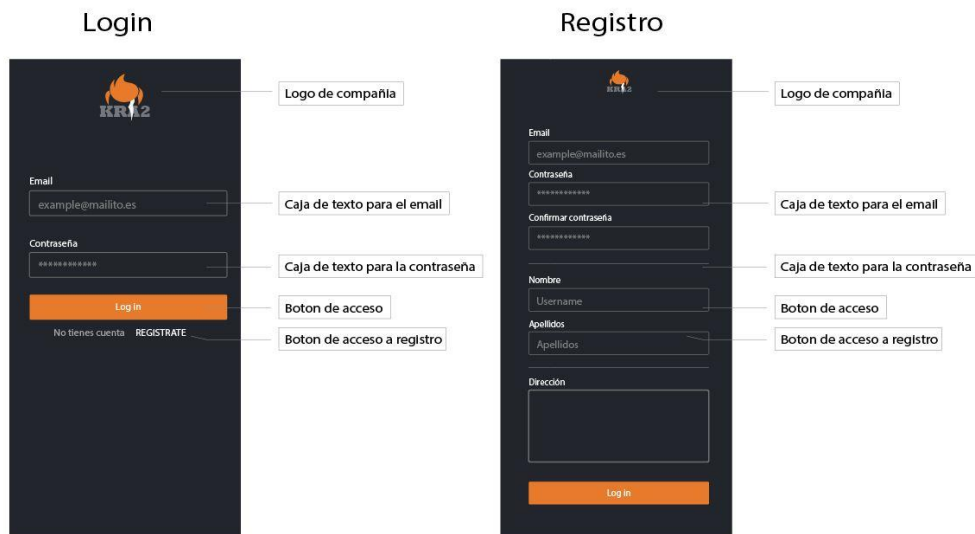 Login
KRA2
Email
example@mailito.es
Contraseña
************
Log in
No tienes cuenta REGISTRATE
Logo de compañia
Caja de texto para el email
Caja de texto para la contraseña
Boton de acceso
Boton de acceso a registro
Registro
KRA2
Email
example@mailito.es
Contraseña
************
Confirmar contraseña
************
Nombre
Username
Apellidos
Apellidos
Dirección
Log in
Logo de compañia
Caja de texto para el email
Caja de texto para la contraseña
Boton de acceso
Boton de acceso a registro